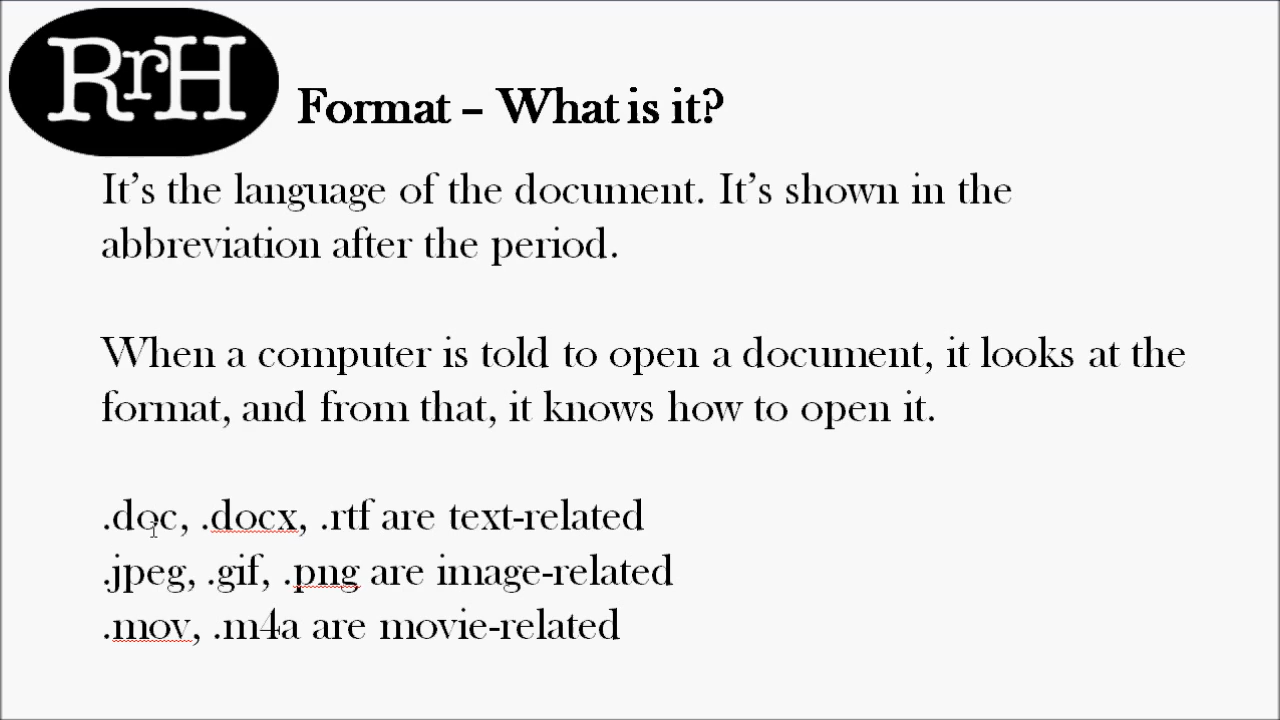 RrH
Format – What is it?
It’s the language of the document. It’s shown in the
abbreviation after the period.
When a computer is told to open a document, it looks at the
format, and from that, it knows how to open it.
.doc, .docx, .rtf are text-related
.jpeg, .gif, .png are image-related
.mov, .m4a are movie-related